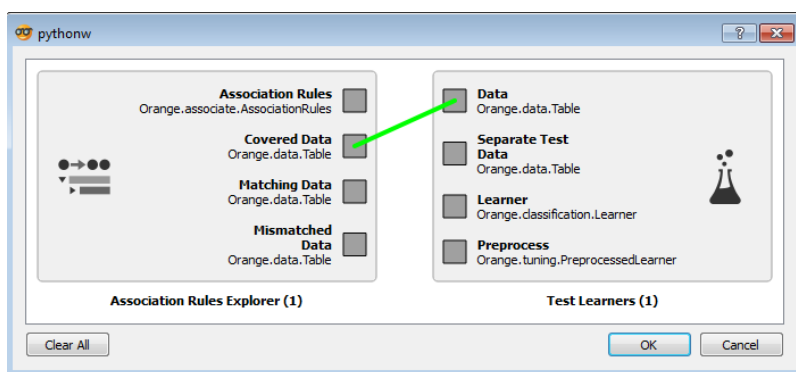 pythonw
Association Rules
Orange.associate.AssociationRules
Covered Data
Orange.data.Table
Matching Data
Orange.data.Table
Mismatched
Data
Orange.data.Table
Association Rules Explorer (1)
Data
Orange.data.Table
Separate Test
Data
Orange.data.Table
Learner
Orange.classification.Learner
Preprocess
Orange.tuning.PreprocessedLearner
Test Learners (1)
Clear All
OK
Cancel